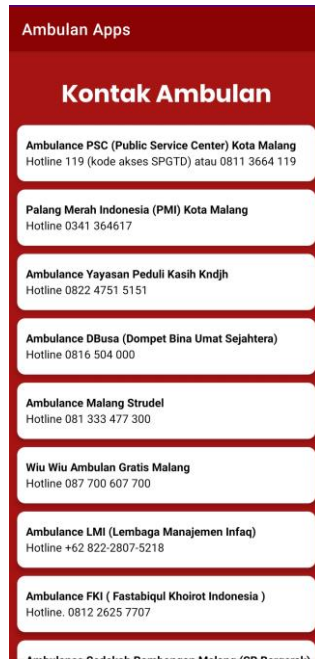 Ambulan Apps
Kontak Ambulan
Ambulance PSC (Public Service Center) Kota Malang
Hotline 119 (kode akses SPGTD) atau 0811 3664 119
Palang Merah Indonesia (PMI) Kota Malang
Hotline 0341 364617
Ambulance Yayasan Peduli Kasih Kndjh
Hotline 0822 4751 5151
Ambulance DBusa (Dompet Bina Umat Sejahtera)
Hotline 0816 504 000
Ambulance Malang Strudel
Hotline 081 333 477 300
Wiu Wiu Ambulan Gratis Malang
Hotline 087 700 607 700
Ambulance LMI (Lembaga Manajemen Infaq)
Hotline +62 822-2807-5218
Ambulance FKI ( Fastabiqul Khoirot Indonesia )
Hotline. 0812 2625 7707
Ambulance Sedekah Malang (SR